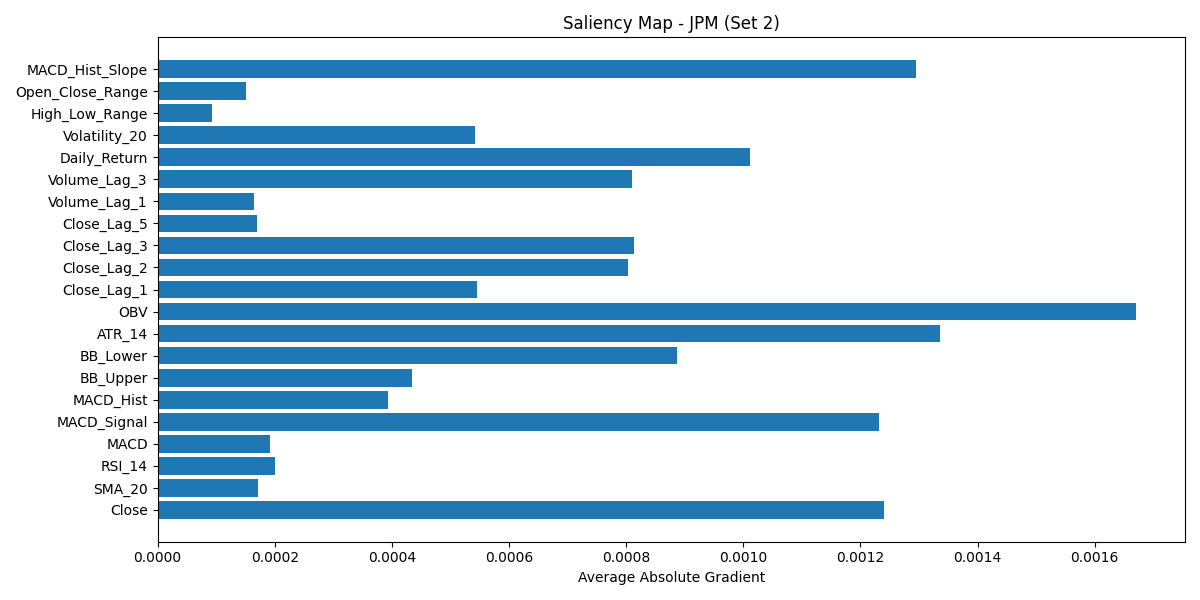 Saliency Map - JPM (Set 2)
MACD_Hist_Slope
Open_Close_Range
High_Low_Range
Volatility_20
Daily_Return
Volume_Lag_3
Volume_Lag_1
Close_Lag_5
Close_Lag_3
Close_Lag_2
Close_Lag_1
OBV
ATR_14
BB_Lower
BB_Upper
MACD_Hist
MACD_Signal
MACD
RSI_14
SMA_20
Close
0.0000 0.0002 0.0004 0.0006 0.0008 0.0010 0.0012 0.0014 0.0016
Average Absolute Gradient